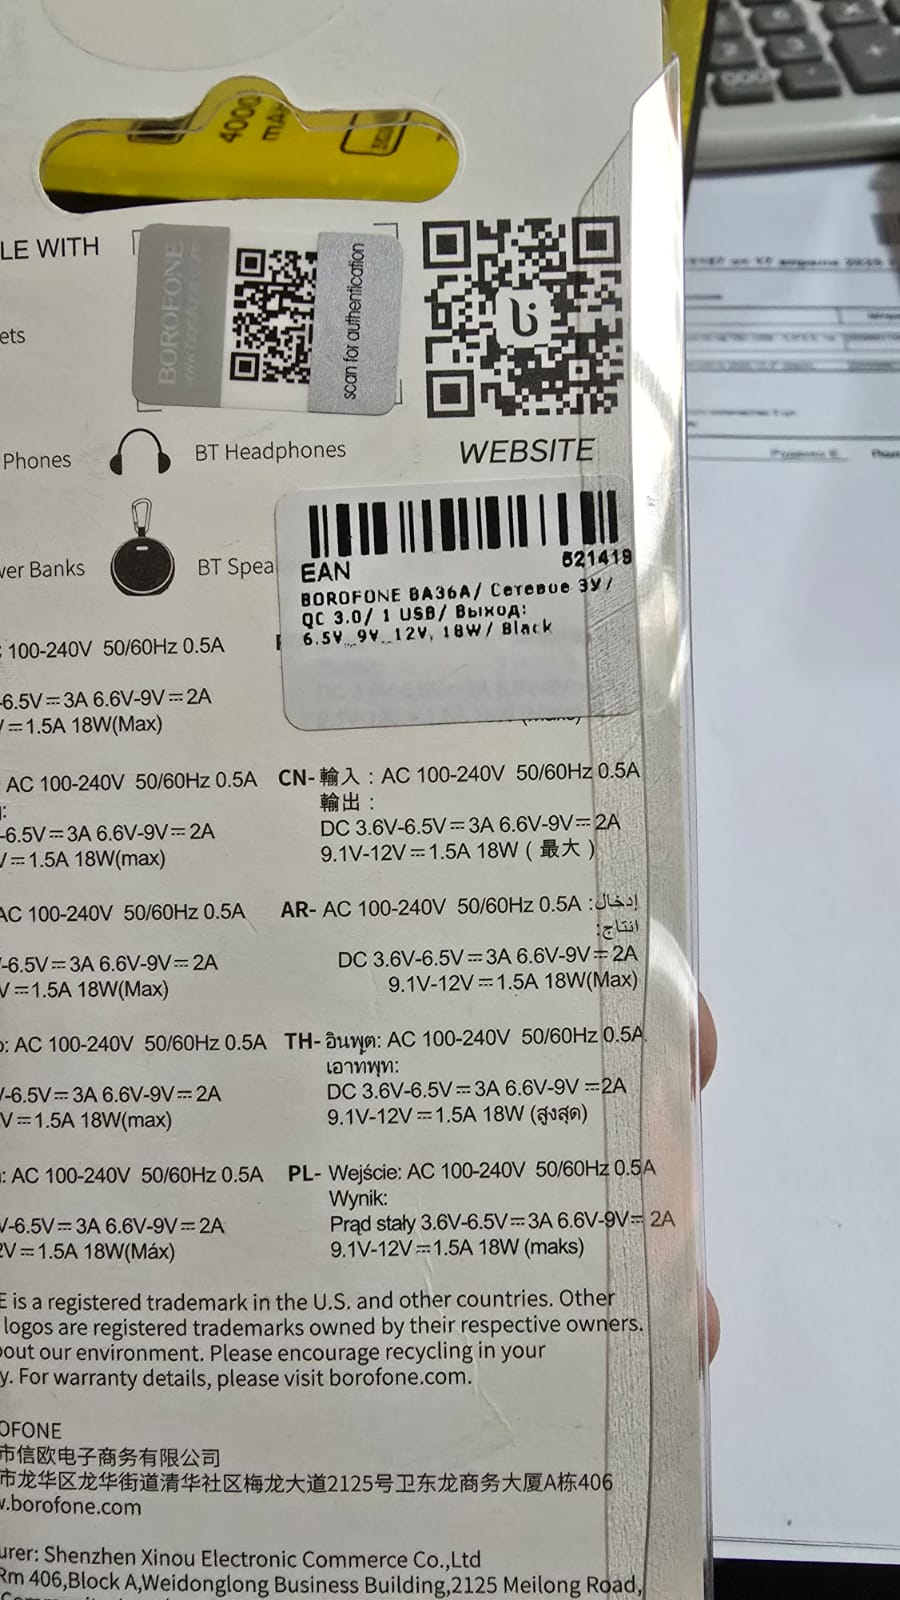 4000
mAh
LE WITH
BOROFONE
www.borofone.com
scan for authentication
ets
WEBSITE
Phones
BT Headphones
wer Banks
BT Spea
EAN
521419
BOROFONE BA36A/ Сетевое ЗУ/
QC 3.0/ 1 USB/ Выход:
6.5V_9V_12V, 18W/ Black
100-240V 50/60Hz 0.5A
-6.5V⎓3A 6.6V-9V⎓2A
V⎓1.5A 18W(Max)
AC 100-240V 50/60Hz 0.5A
-6.5V⎓3A 6.6V-9V⎓2A
V⎓1.5A 18W(max)
CN- 輸入 : AC 100-240V 50/60Hz 0.5A
輸出 :
DC 3.6V-6.5V⎓3A 6.6V-9V⎓2A
9.1V-12V⎓1.5A 18W ( 最大 )
AC 100-240V 50/60Hz 0.5A
-6.5V⎓3A 6.6V-9V⎓2A
V⎓1.5A 18W(Max)
AR- AC 100-240V 50/60Hz 0.5A :إدخال
انتاج:
DC 3.6V-6.5V⎓3A 6.6V-9V⎓2A
9.1V-12V⎓1.5A 18W(Max)
o: AC 100-240V 50/60Hz 0.5A
V-6.5V⎓3A 6.6V-9V⎓2A
V⎓1.5A 18W(max)
TH- อินพุต: AC 100-240V 50/60Hz 0.5A
เอาทพุท:
DC 3.6V-6.5V⎓3A 6.6V-9V⎓2A
9.1V-12V⎓1.5A 18W (สูงสุด)
: AC 100-240V 50/60Hz 0.5A
V-6.5V⎓3A 6.6V-9V⎓2A
2V⎓1.5A 18W(Máx)
PL- Wejście: AC 100-240V 50/60Hz 0.5A
Wynik:
Prąd stały 3.6V-6.5V⎓3A 6.6V-9V⎓2A
9.1V-12V⎓1.5A 18W (maks)
E is a registered trademark in the U.S. and other countries. Other
logos are registered trademarks owned by their respective owners.
bout our environment. Please encourage recycling in your
y. For warranty details, please visit borofone.com.
OFONE
市信欧电子商务有限公司
市龙华区龙华街道清华社区梅龙大道2125号卫东龙商务大厦A栋406
w.borofone.com
urer: Shenzhen Xinou Electronic Commerce Co.,Ltd
Rm 406,Block A,Weidonglong Business Building,2125 Meilong Road,